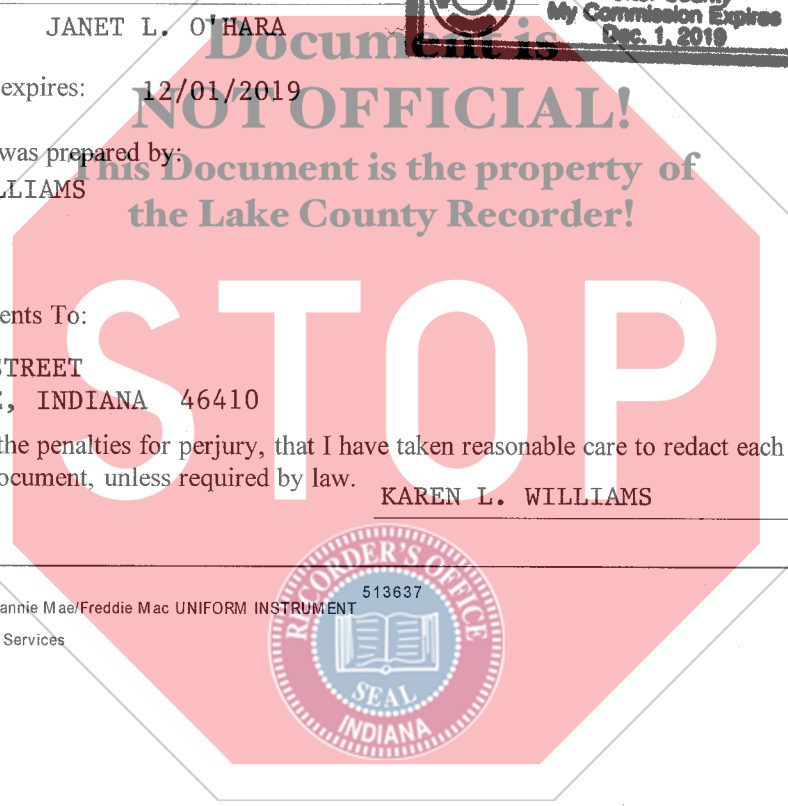 My Commission Expires
Dec. 1, 2019
JANET L. O'HARA
Document is
expires: 12/01/2019
NOT OFFICIAL!
was prepared by:
This Document is the property of
LLIAMS
the Lake County Recorder!
STOP
ents To:
STREET
, INDIANA 46410
the penalties for perjury, that I have taken reasonable care to redact each
ocument, unless required by law.
KAREN L. WILLIAMS
RECORDER'S OFFICE
513637
annie Mae/Freddie Mac UNIFORM INSTRUMENT
Services
SEAL
INDIANA